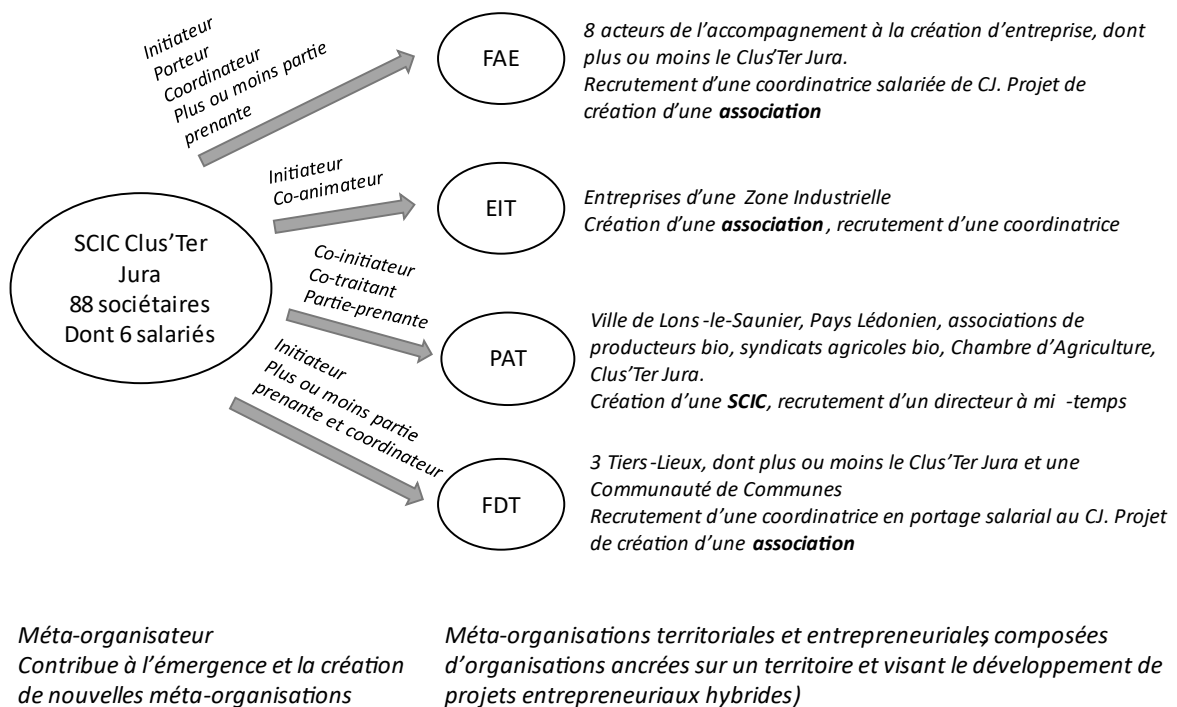 Initiateur
Porteur
Coordinateur
Plus ou moins partie
prenante
FAE
8 acteurs de l’accompagnement à la création d’entreprise, dont
plus ou moins le Clus’Ter Jura.
Recrutement d’une coordinatrice salariée de CJ. Projet de
création d’une association
Initiateur
Co-animateur
EIT
Entreprises d’une Zone Industrielle
Création d’une association, recrutement d’une coordinatrice
SCIC Clus’Ter
Jura
88 sociétaires
Dont 6 salariés
Co-initiateur
Co-traitant
Partie-prenante
PAT
Ville de Lons-le-Saunier, Pays Lédonien, associations de
producteurs bio, syndicats agricoles bio, Chambre d’Agriculture,
Clus’Ter Jura.
Création d’une SCIC, recrutement d’un directeur à mi -temps
Initiateur
Plus ou moins partie
prenante et coordinateur
FDT
3 Tiers-Lieux, dont plus ou moins le Clus’Ter Jura et une
Communauté de Communes
Recrutement d’une coordinatrice en portage salarial au CJ. Projet
de création d’une association
Méta-organisateur
Contribue à l’émergence et la création
de nouvelles méta-organisations
Méta-organisations territoriales et entrepreneuriales, composées
d’organisations ancrées sur un territoire et visant le développement de
projets entrepreneuriaux hybrides)